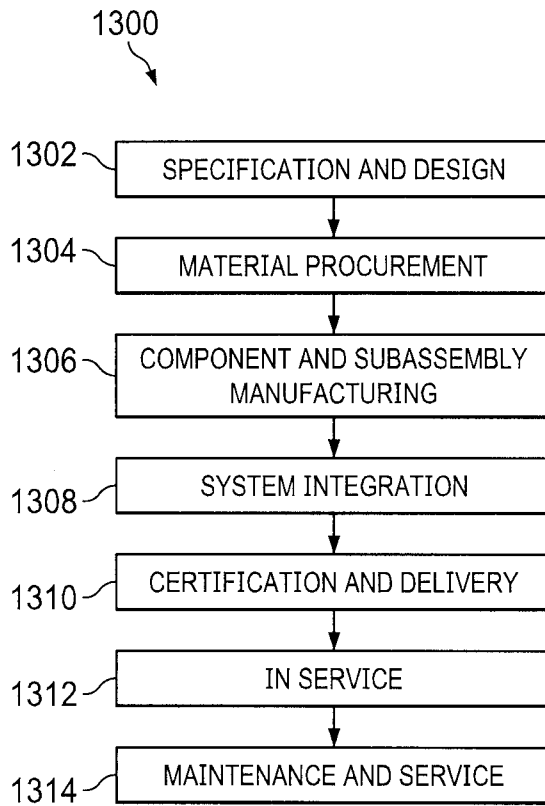 1300
1302
SPECIFICATION AND DESIGN
1304
MATERIAL PROCUREMENT
1306
COMPONENT AND SUBASSEMBLY
MANUFACTURING
1308
SYSTEM INTEGRATION
1310
CERTIFICATION AND DELIVERY
1312
IN SERVICE
1314
MAINTENANCE AND SERVICE